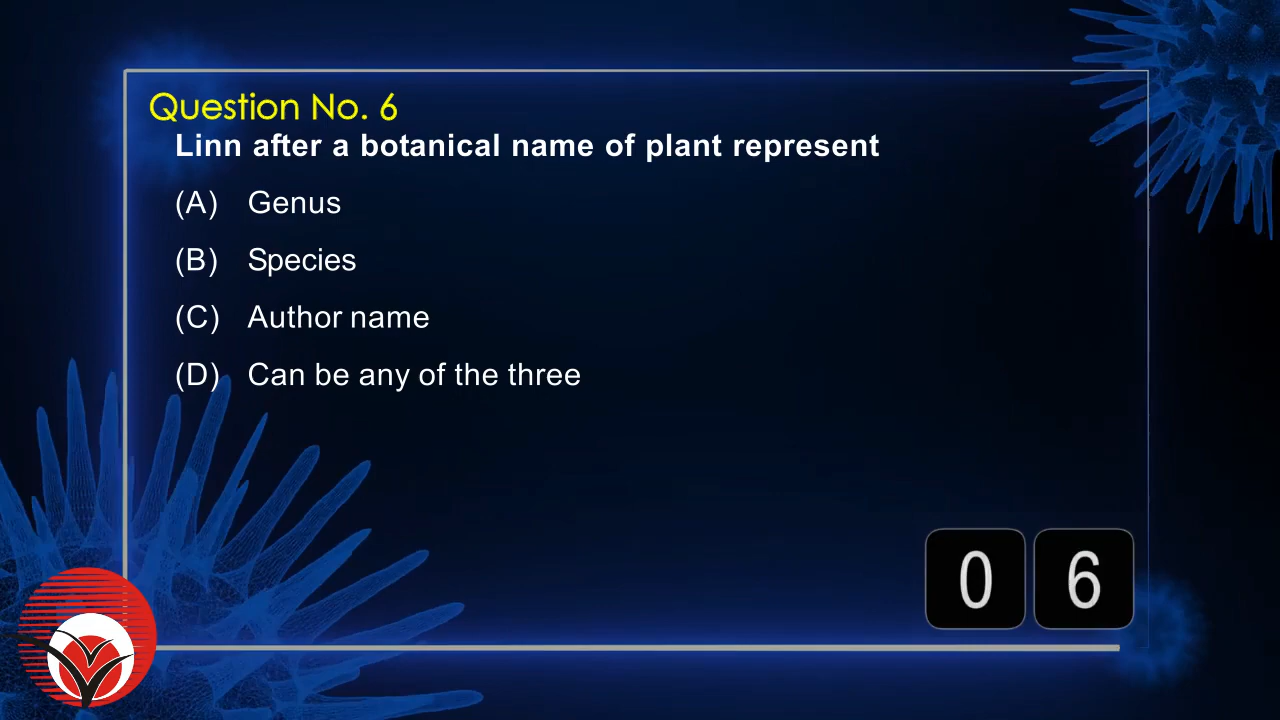 Question No. 6
Linn after a botanical name of plant represent
(A) Genus
(B) Species
(C) Author name
(D) Can be any of the three
0 6